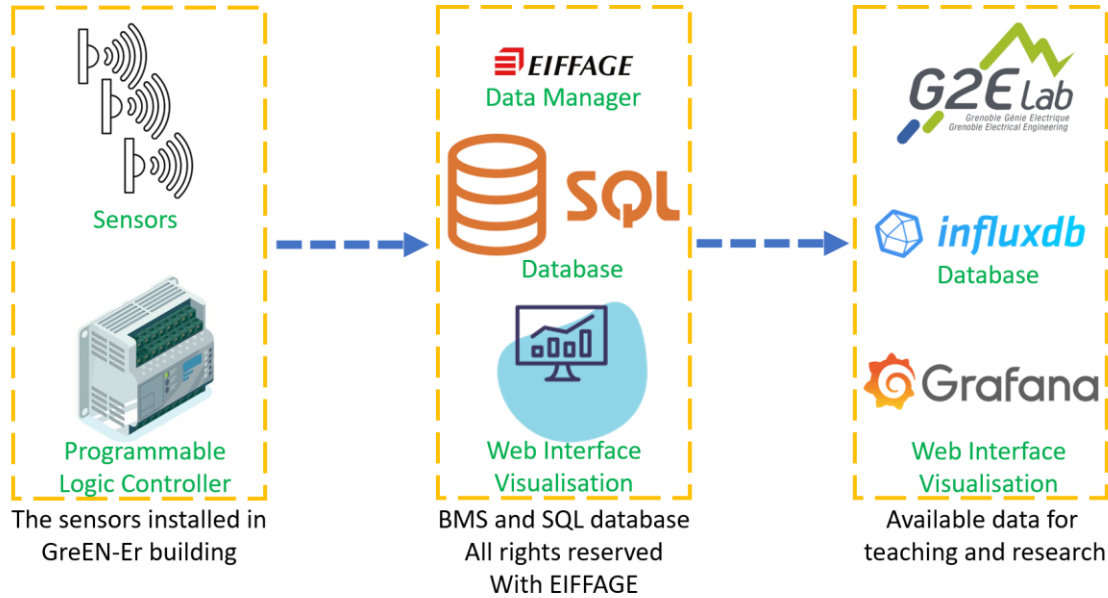 Sensors
Programmable
Logic Controller
The sensors installed in
GreEN-Er building
EIFFAGE
Data Manager
SQL
Database
Web Interface
Visualisation
BMS and SQL database
All rights reserved
With EIFFAGE
G2ELab
Grenoble Génie Electrique
Grenoble Electrical Engineering
influxdb
Database
Grafana
Web Interface
Visualisation
Available data for
teaching and research